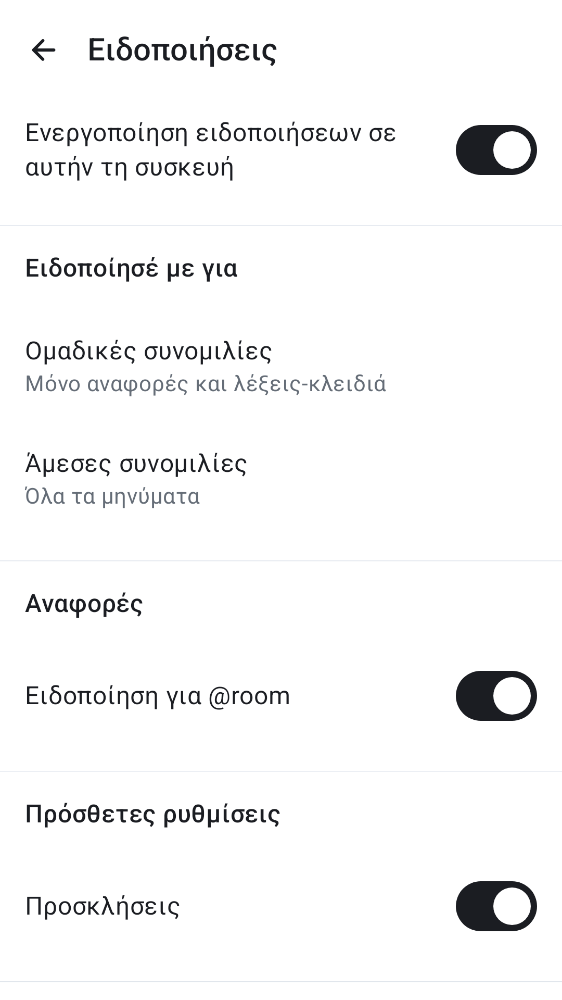 Ειδοποιήσεις
Ενεργοποίηση ειδοποιήσεων σε
αυτήν τη συσκευή
Ειδοποίησέ με για
Ομαδικές συνομιλίες
Μόνο αναφορές και λέξεις-κλειδιά
Άμεσες συνομιλίες
Όλα τα μηνύματα
Αναφορές
Ειδοποίηση για @room
Πρόσθετες ρυθμίσεις
Προσκλήσεις